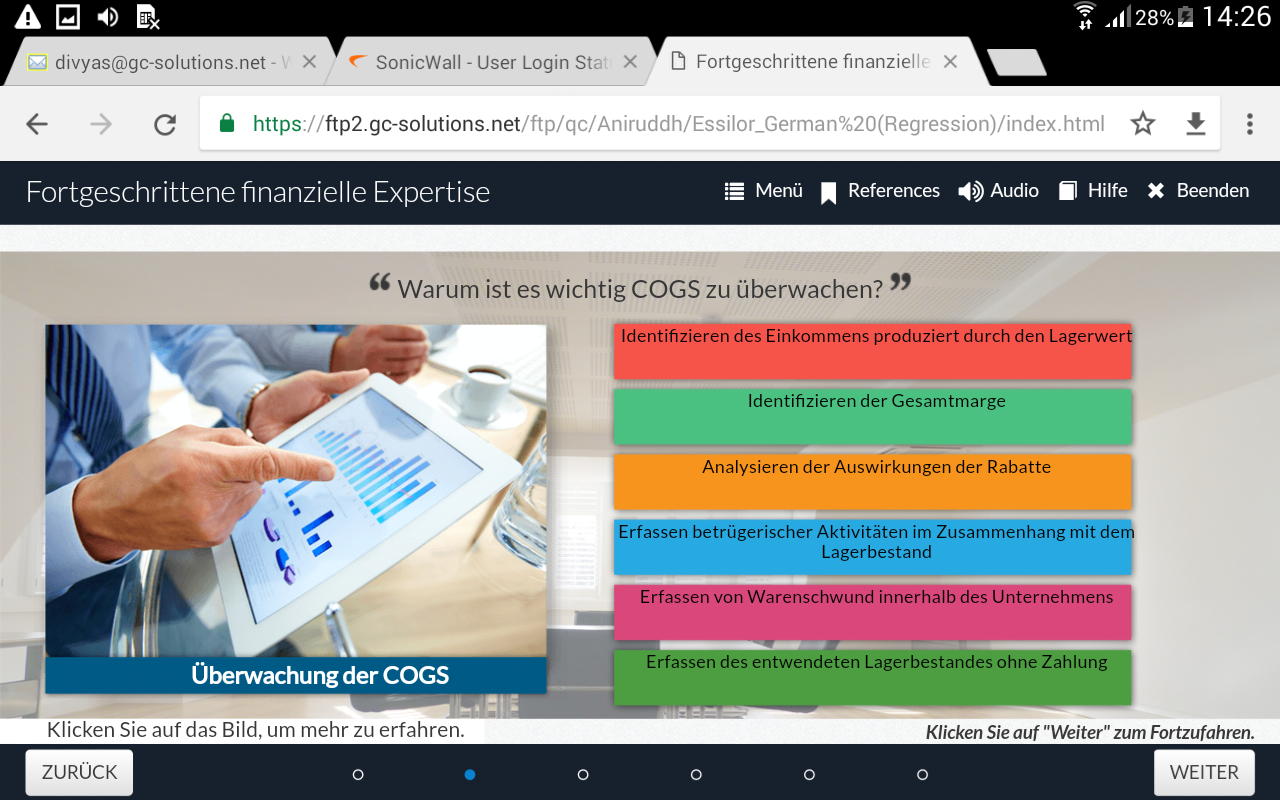 28% 14:26
divyas@gc-solutions.net - W
SonicWall - User Login Stat
Fortgeschrittene finanzielle
https://ftp2.gc-solutions.net/ftp/qc/Aniruddh/Essilor_German%20(Regression)/index.html
Fortgeschrittene finanzielle Expertise
Menü References Audio Hilfe Beenden
“ Warum ist es wichtig COGS zu überwachen? ”
Identifizieren des Einkommens produziert durch den Lagerwert
Identifizieren der Gesamtmarge
Analysieren der Auswirkungen der Rabatte
Erfassen betrügerischer Aktivitäten im Zusammenhang mit dem
Lagerbestand
Erfassen von Warenschwund innerhalb des Unternehmens
Erfassen des entwendeten Lagerbestandes ohne Zahlung
Überwachung der COGS
Klicken Sie auf das Bild, um mehr zu erfahren.
Klicken Sie auf "Weiter" zum Fortzufahren.
ZURÜCK
WEITER